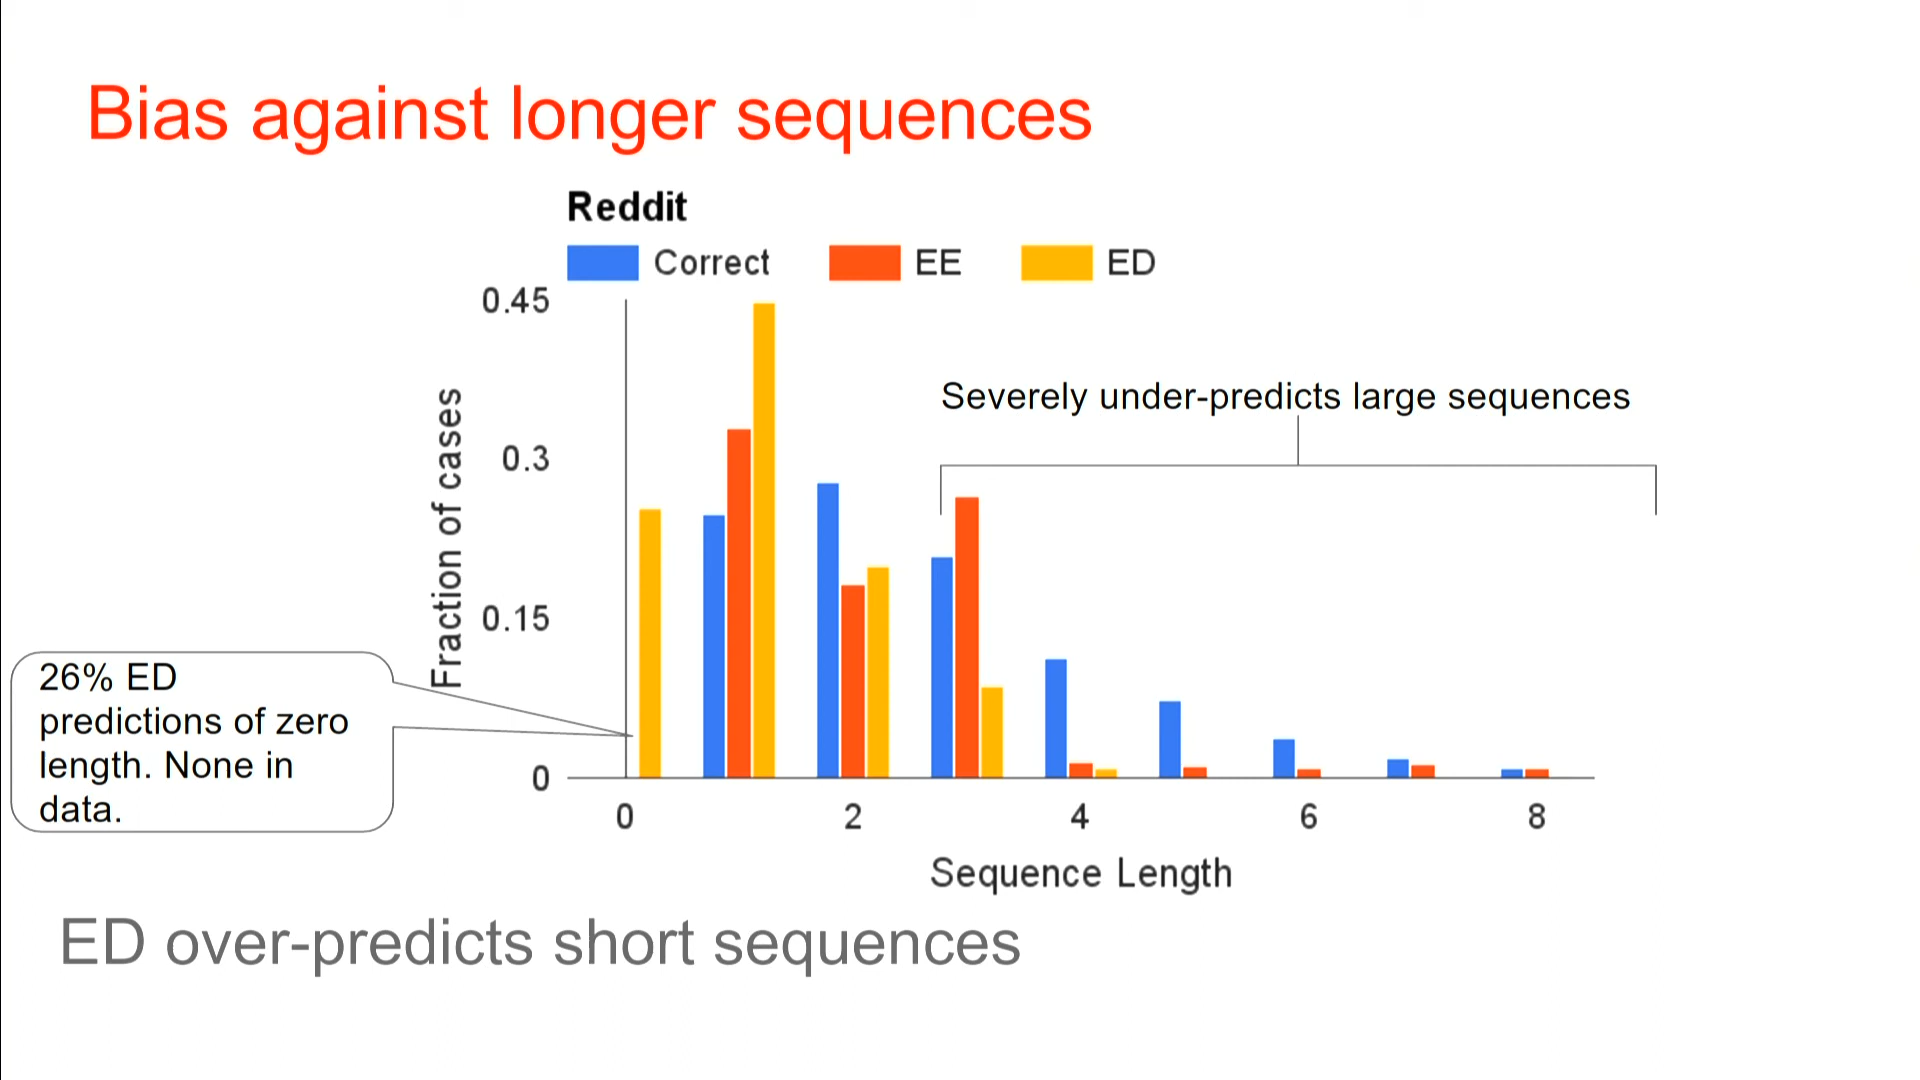 Bias against longer sequences
Reddit
Correct EE ED
0.45
0.3
0.15
0
Fraction of cases
Severely under-predicts large sequences
26% ED
predictions of zero
length. None in
data.
0 2 4 6 8
Sequence Length
ED over-predicts short sequences